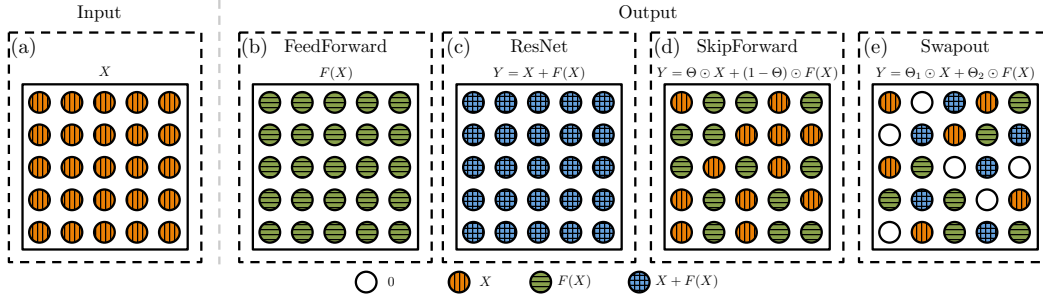 Input
Output
(a)
(b) FeedForward
(c) ResNet
(d) SkipForward
(e) Swapout
X
F(X)
Y = X + F(X)
Y = Θ ⊙ X + (1 − Θ) ⊙ F(X)
Y = Θ₁ ⊙ X + Θ₂ ⊙ F(X)
0
X
F(X)
X + F(X)